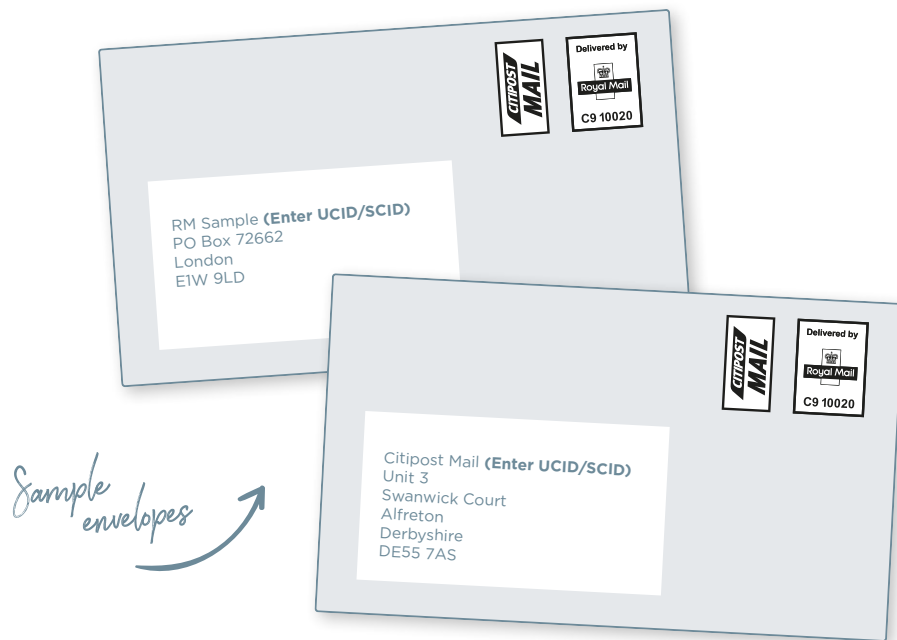 CITIPOST
MAIL
Delivered by
Royal Mail
C9 10020
RM Sample (Enter UCID/SCID)
PO Box 72662
London
E1W 9LD
CITIPOST
MAIL
Delivered by
Royal Mail
C9 10020
Citipost Mail (Enter UCID/SCID)
Unit 3
Swanwick Court
Alfreton
Derbyshire
DE55 7AS
Sample
envelopes